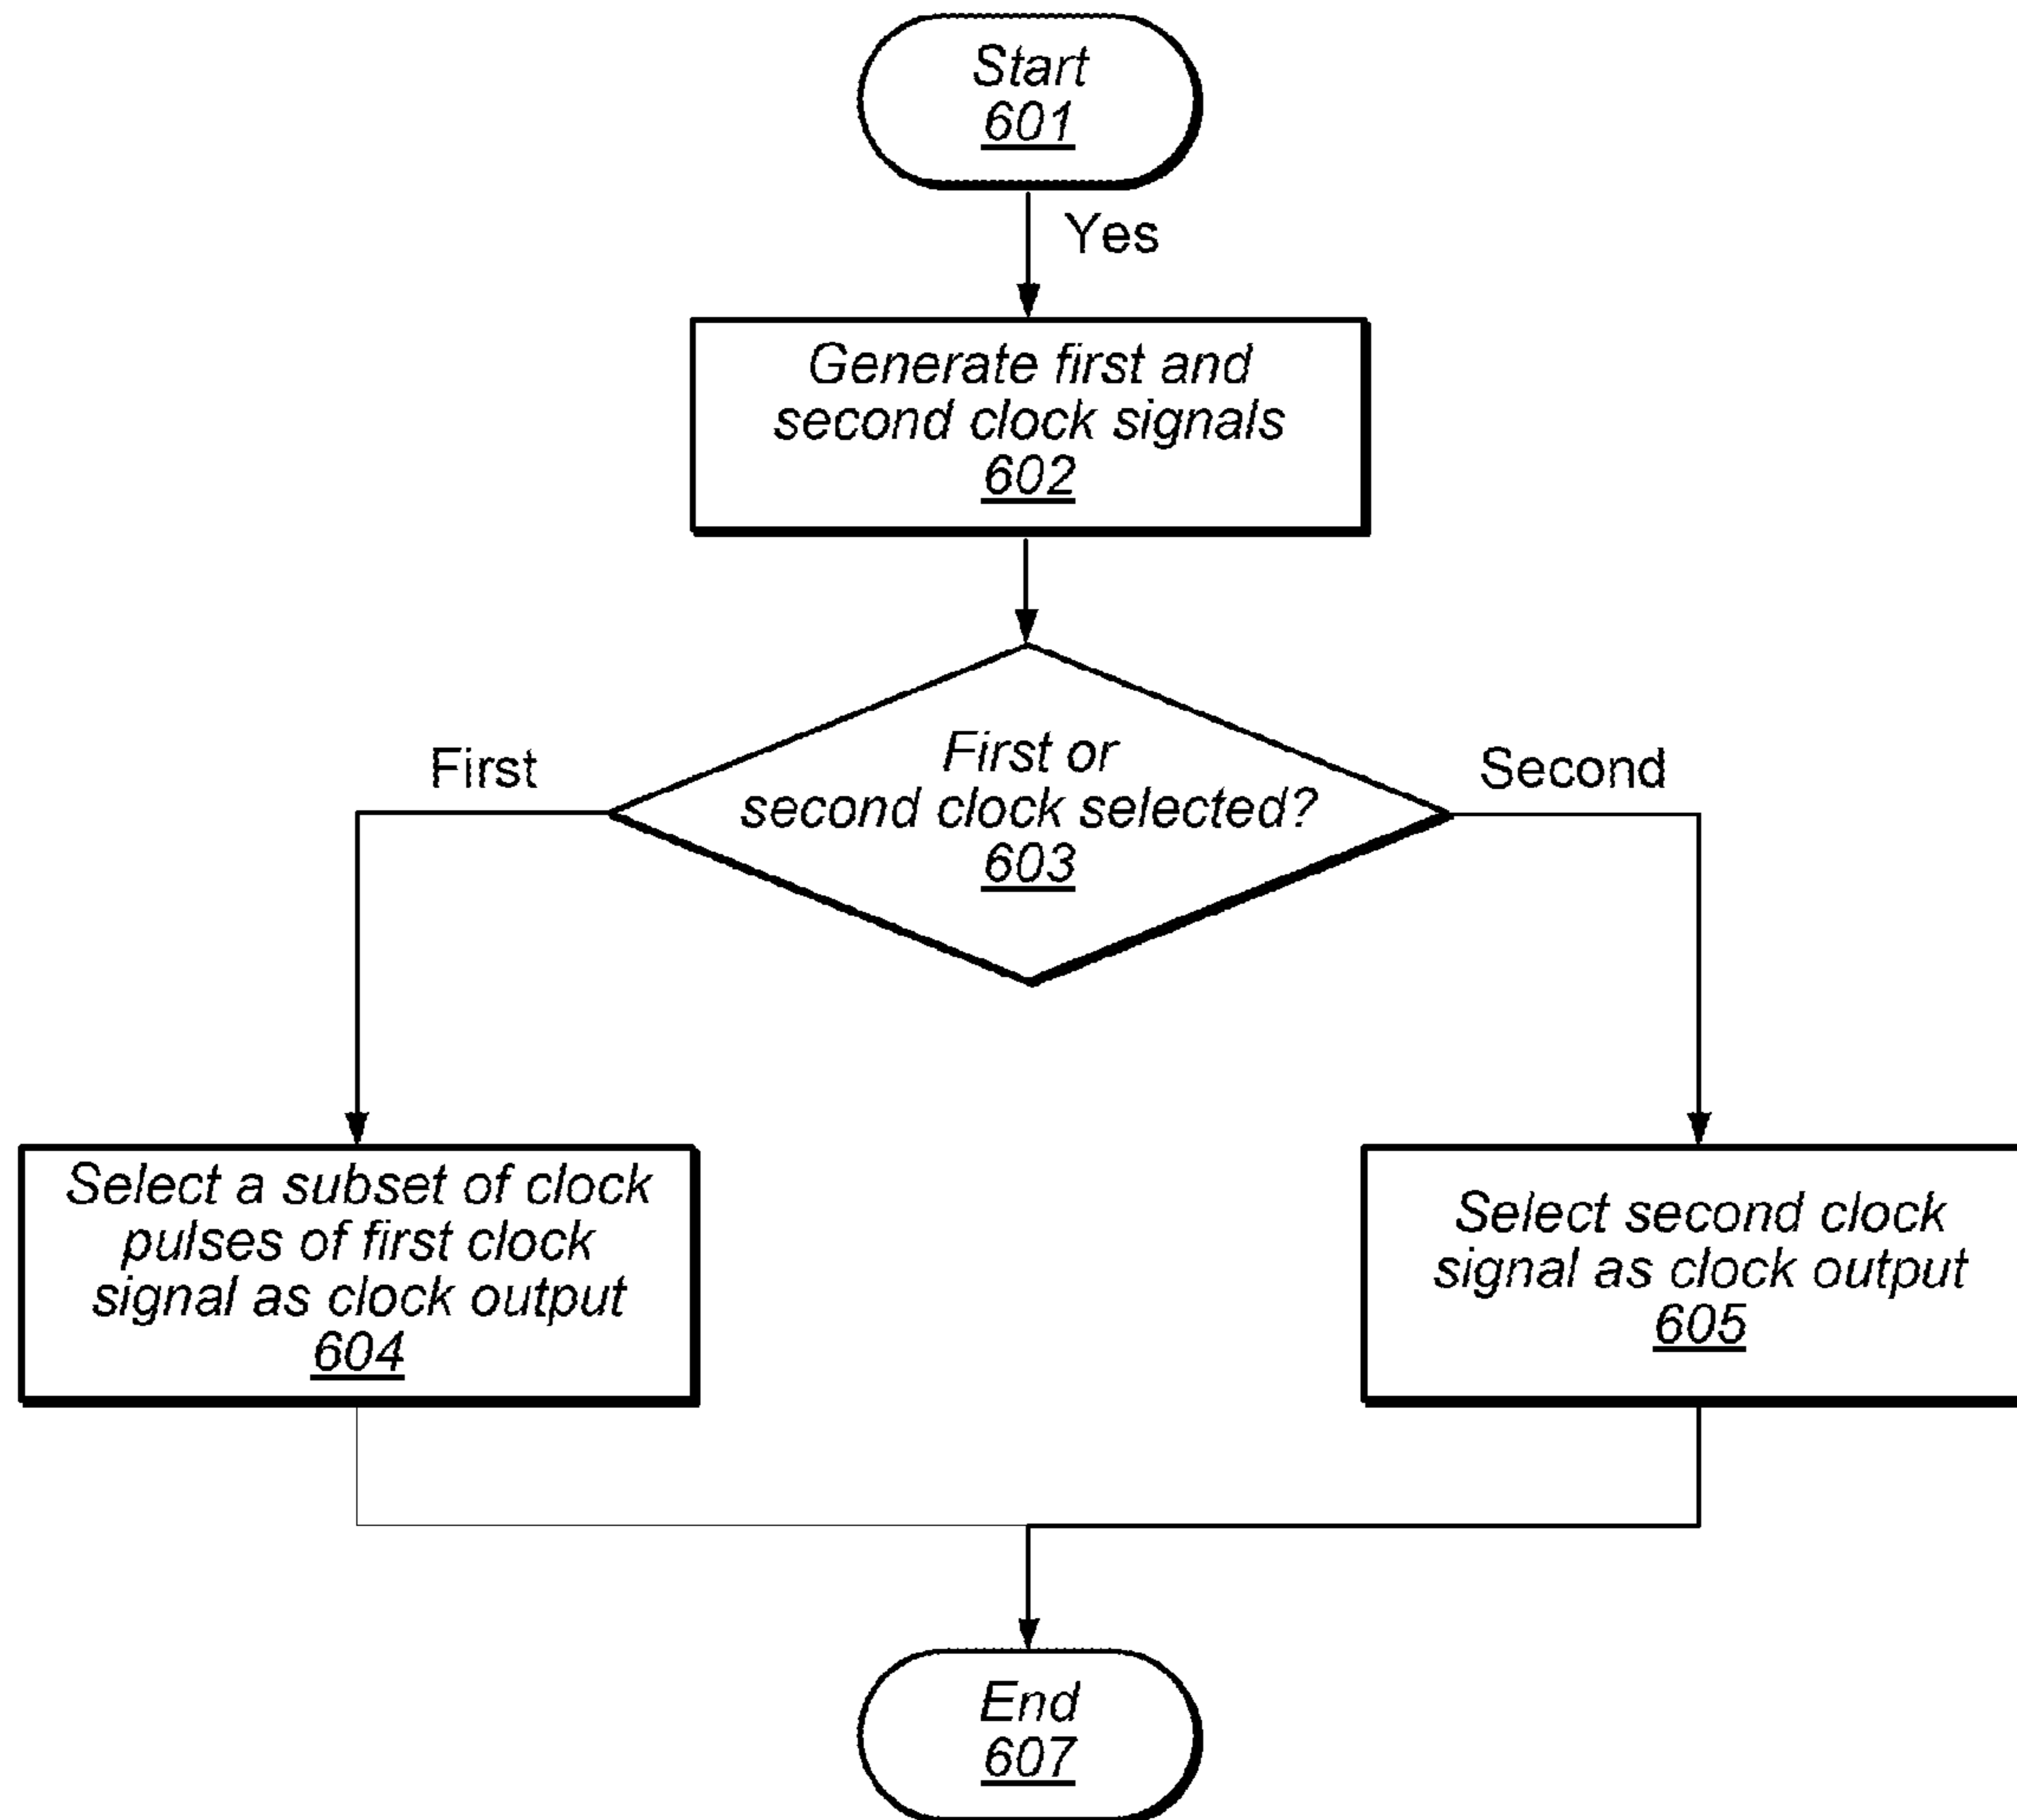 Start
601
Yes
Generate first and
second clock signals
602
First or
second clock selected?
603
First
Second
Select a subset of clock
pulses of first clock
signal as clock output
604
Select second clock
signal as clock output
605
End
607